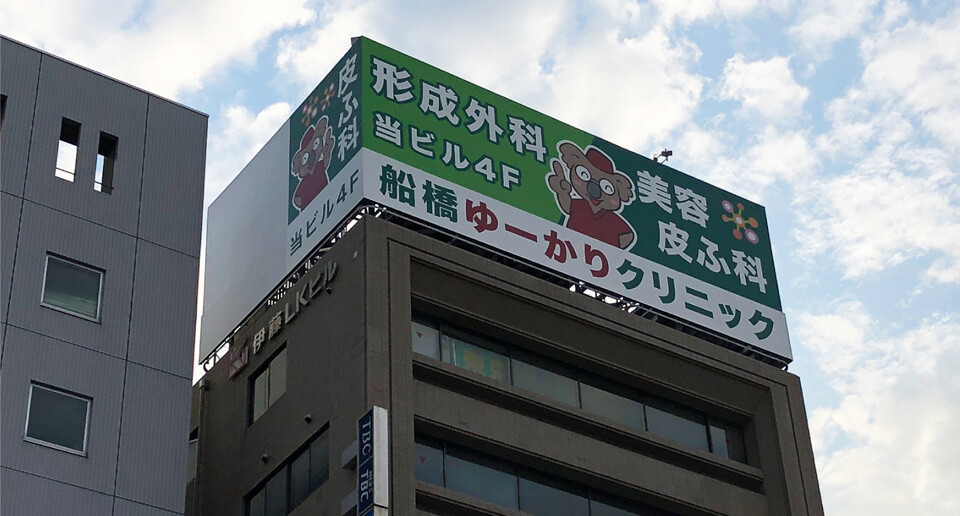 皮ふ科
当ビル4F
形成外科
当ビル4F
美容
皮ふ科
船橋ゆーかりクリニック
伊藤LKビル
TBC
TBC